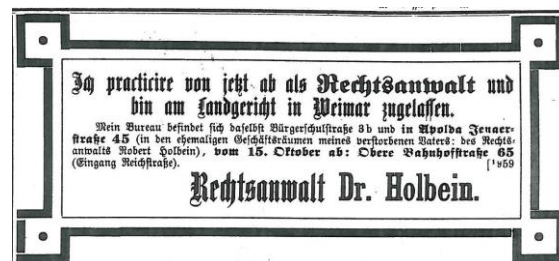 Ich practicire von jetzt ab als Rechtsanwalt und
bin am Landgericht in Weimar zugelassen.
Mein Bureau befindet sich daselbst Bürgerschulstraße 3b und in Apolda Jenaer-
straße 45 (in den ehemaligen Geschäftsräumen meines verstorbenen Vaters: des Rechts-
anwalts Robert Holbein), vom 15. Oktober ab: Obere Bahnhofstraße 65
(Eingang Reichstraße).
Rechtsanwalt Dr. Holbein.